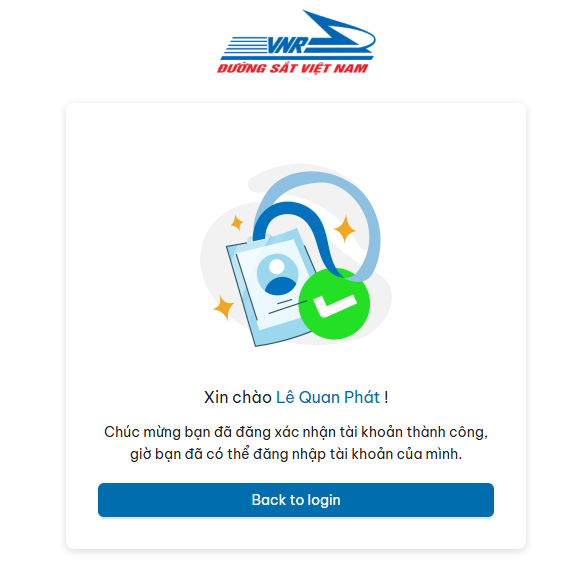 VNR
ĐƯỜNG SẮT VIỆT NAM
Xin chào Lê Quan Phát !
Chúc mừng bạn đã đăng xác nhận tài khoản thành công,
giờ bạn đã có thể đăng nhập tài khoản của mình.
Back to login